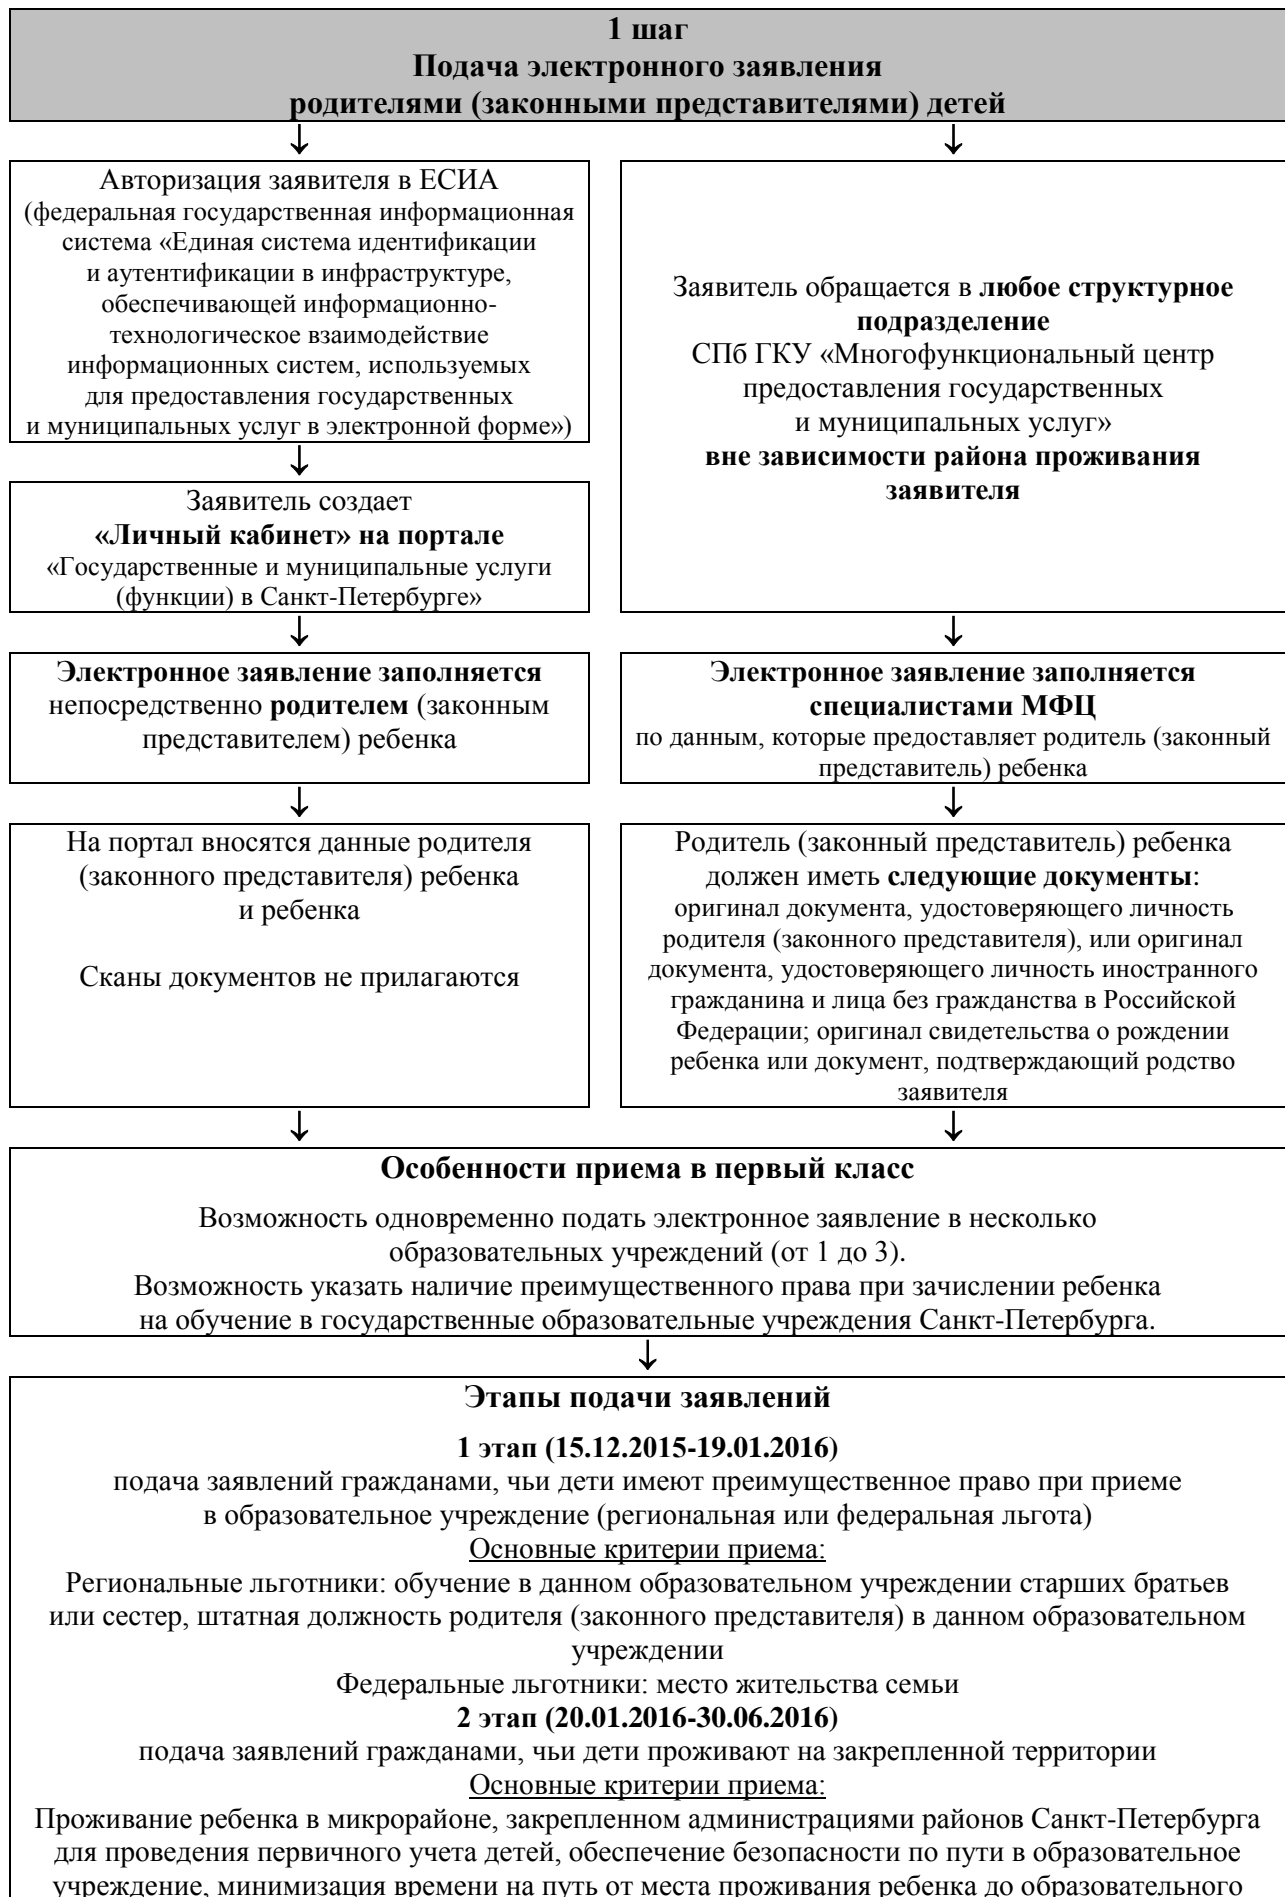 1 шаг
Подача электронного заявления
родителями (законными представителями) детей
Авторизация заявителя в ЕСИА
(федеральная государственная информационная
система «Единая система идентификации
и аутентификации в инфраструктуре,
обеспечивающей информационно-
технологическое взаимодействие
информационных систем, используемых
для предоставления государственных
и муниципальных услуг в электронной форме»)
Заявитель создает
«Личный кабинет» на портале
«Государственные и муниципальные услуги
(функции) в Санкт-Петербурге»
Электронное заявление заполняется
непосредственно родителем (законным
представителем) ребенка
На портал вносятся данные родителя
(законного представителя) ребенка
и ребенка
Сканы документов не прилагаются
Заявитель обращается в любое структурное
подразделение
СПб ГКУ «Многофункциональный центр
предоставления государственных
и муниципальных услуг»
вне зависимости района проживания
заявителя
Электронное заявление заполняется
специалистами МФЦ
по данным, которые предоставляет родитель (законный
представитель) ребенка
Родитель (законный представитель) ребенка
должен иметь следующие документы:
оригинал документа, удостоверяющего личность
родителя (законного представителя), или оригинал
документа, удостоверяющего личность иностранного
гражданина и лица без гражданства в Российской
Федерации; оригинал свидетельства о рождении
ребенка или документ, подтверждающий родство
заявителя
Особенности приема в первый класс
Возможность одновременно подать электронное заявление в несколько
образовательных учреждений (от 1 до 3).
Возможность указать наличие преимущественного права при зачислении ребенка
на обучение в государственные образовательные учреждения Санкт-Петербурга.
Этапы подачи заявлений
1 этап (15.12.2015-19.01.2016)
подача заявлений гражданами, чьи дети имеют преимущественное право при приеме
в образовательное учреждение (региональная или федеральная льгота)
Основные критерии приема:
Региональные льготники: обучение в данном образовательном учреждении старших братьев
или сестер, штатная должность родителя (законного представителя) в данном образовательном
учреждении
Федеральные льготники: место жительства семьи
2 этап (20.01.2016-30.06.2016)
подача заявлений гражданами, чьи дети проживают на закрепленной территории
Основные критерии приема:
Проживание ребенка в микрорайоне, закрепленном администрациями районов Санкт-Петербурга
для проведения первичного учета детей, обеспечение безопасности по пути в образовательное
учреждение, минимизация времени на путь от места проживания ребенка до образовательного